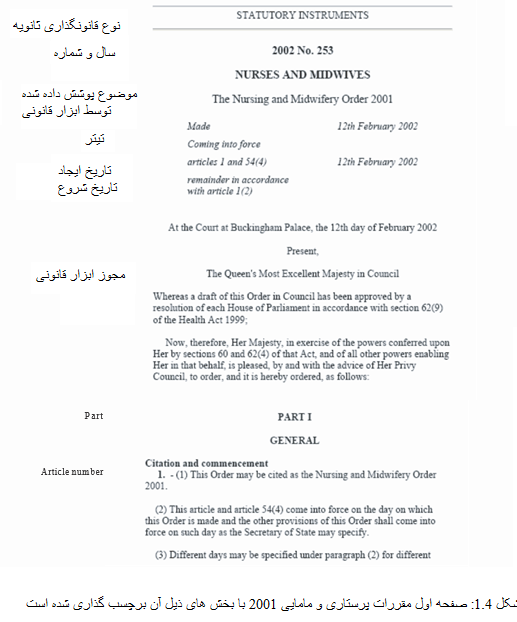 نوع قانونگذاری ثانویه
STATUTORY INSTRUMENTS
سال و شماره
2002 No. 253
NURSES AND MIDWIVES
موضوع پوشش داده شده
توسط ابزار قانونی
The Nursing and Midwifery Order 2001
تیتر
Made 12th February 2002
Coming into force
تاریخ ایجاد
articles 1 and 54(4) 12th February 2002
تاریخ شروع
remainder in accordance
with article 1(2)
At the Court at Buckingham Palace, the 12th day of February 2002
Present,
مجوز ابزار قانونی
The Queen's Most Excellent Majesty in Council
Whereas a draft of this Order in Council has been approved by a
resolution of each House of Parliament in accordance with section 62(9)
of the Health Act 1999;
Now, therefore, Her Majesty, in exercise of the powers conferred upon
Her by sections 60 and 62(4) of that Act, and of all other powers enabling
Her in that behalf, is pleased, by and with the advice of Her Privy
Council, to order, and it is hereby ordered, as follows:
Part
PART I
GENERAL
Article number
Citation and commencement
1. - (1) This Order may be cited as the Nursing and Midwifery Order
2001.
(2) This article and article 54(4) come into force on the day on which
this Order is made and the other provisions of this Order shall come into
force on such day as the Secretary of State may specify.
(3) Different days may be specified under paragraph (2) for different
شکل 1.4: صفحه اول مقررات پرستاری و مامایی 2001 با بخش های ذیل آن برچسب گذاری شده است